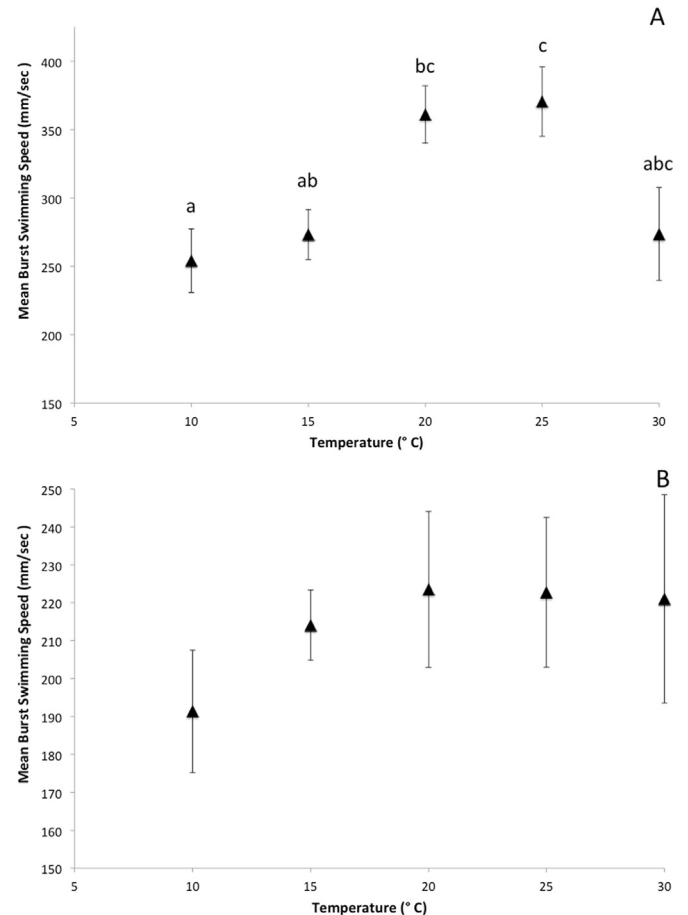 A
400
350
300
250
200
150
a
ab
bc
c
abc
5 10 15 20 25 30
Temperature (° C)
Mean Burst Swimming Speed (mm/sec )
B
250
240
230
220
210
200
190
180
170
160
150
5 10 15 20 25 30
Temperature (° C)
Mean Burst Swimming Speed (mm/sec )